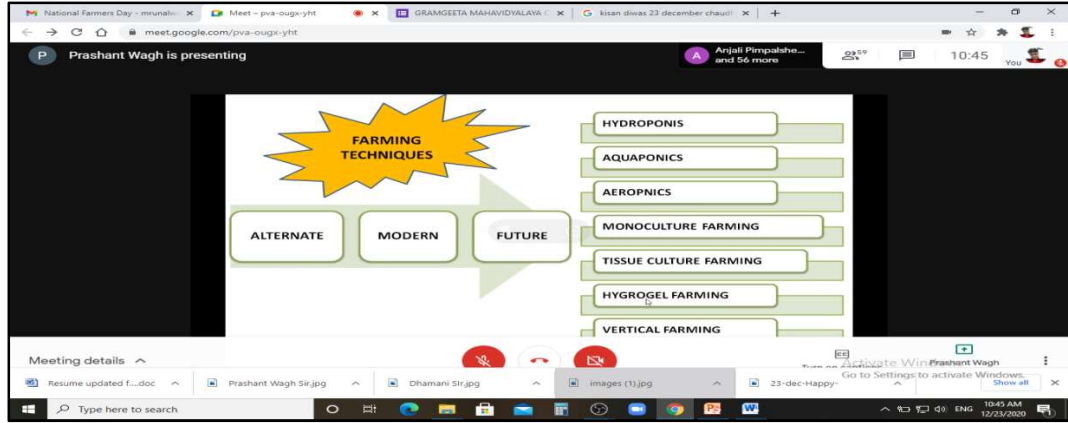 National Farmers Day - mrunalw
Meet – pva-ougx-yht
GRAMGEETA MAHAVIDYALAYA C
kisan diwas 23 december chaudh
meet.google.com/pva-ougx-yht
P
Prashant Wagh is presenting
A
Anjali Pimpalshe...
and 56 more
59
10:45
You
FARMING
TECHNIQUES
ALTERNATE
MODERN
FUTURE
HYDROPONIS
AQUAPONICS
AEROPNICS
MONOCULTURE FARMING
TISSUE CULTURE FARMING
HYGROGEL FARMING
VERTICAL FARMING
Meeting details
Turn on captions
Prashant Wagh
Activate Windows
Go to Settings to activate Windows.
Resume updated f....doc
Prashant Wagh Sir.jpg
Dhamani SIr.jpg
images (1).jpg
23-dec-Happy-
Show all
Type here to search
ENG
10:45 AM
12/23/2020